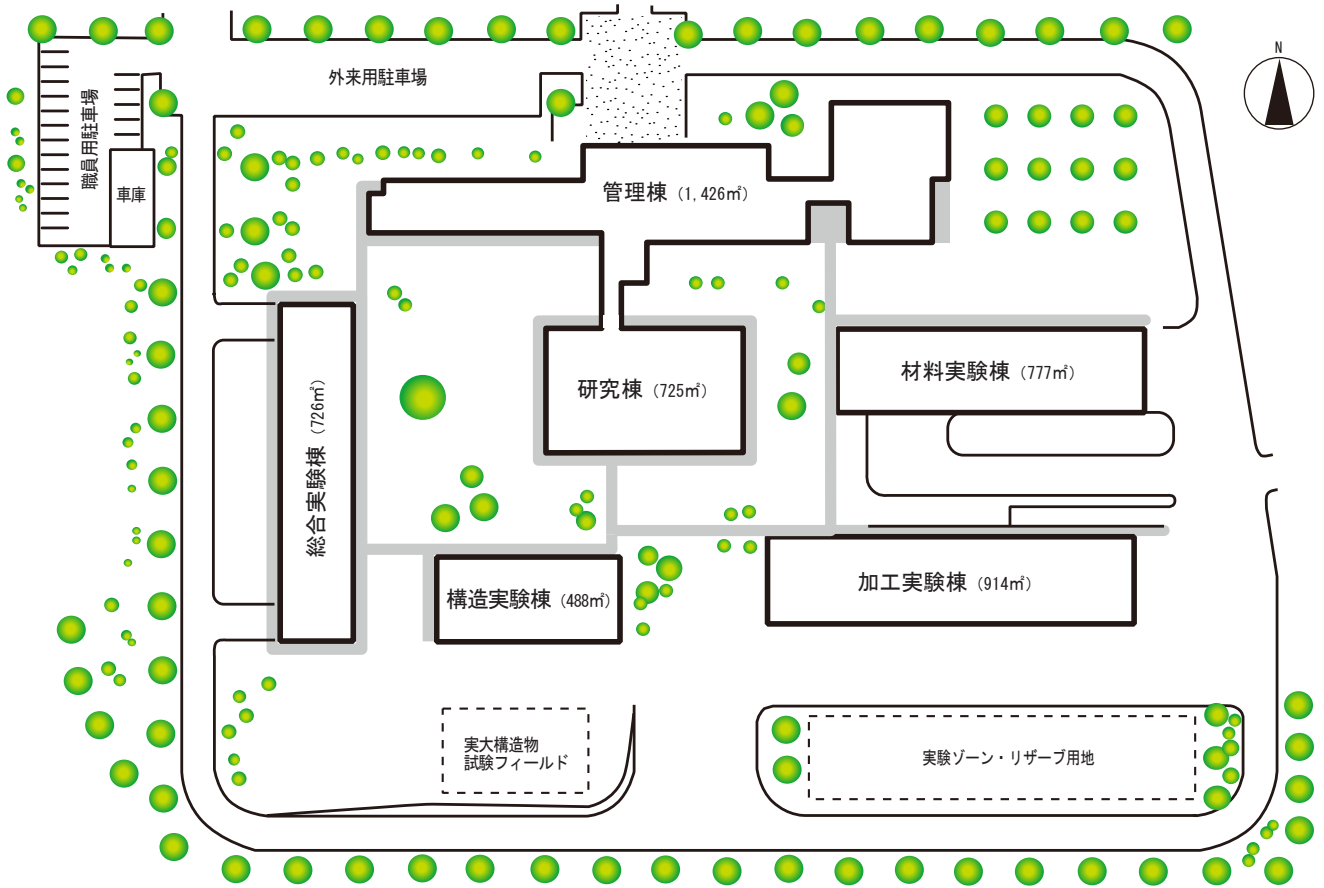 N
外来用駐車場
職員用駐車場
車庫
管理棟（1,426㎡）
研究棟（725㎡）
材料実験棟（777㎡）
総合実験棟（726㎡）
構造実験棟（488㎡）
加工実験棟（914㎡）
実大構造物
試験フィールド
実験ゾーン・リザーブ用地